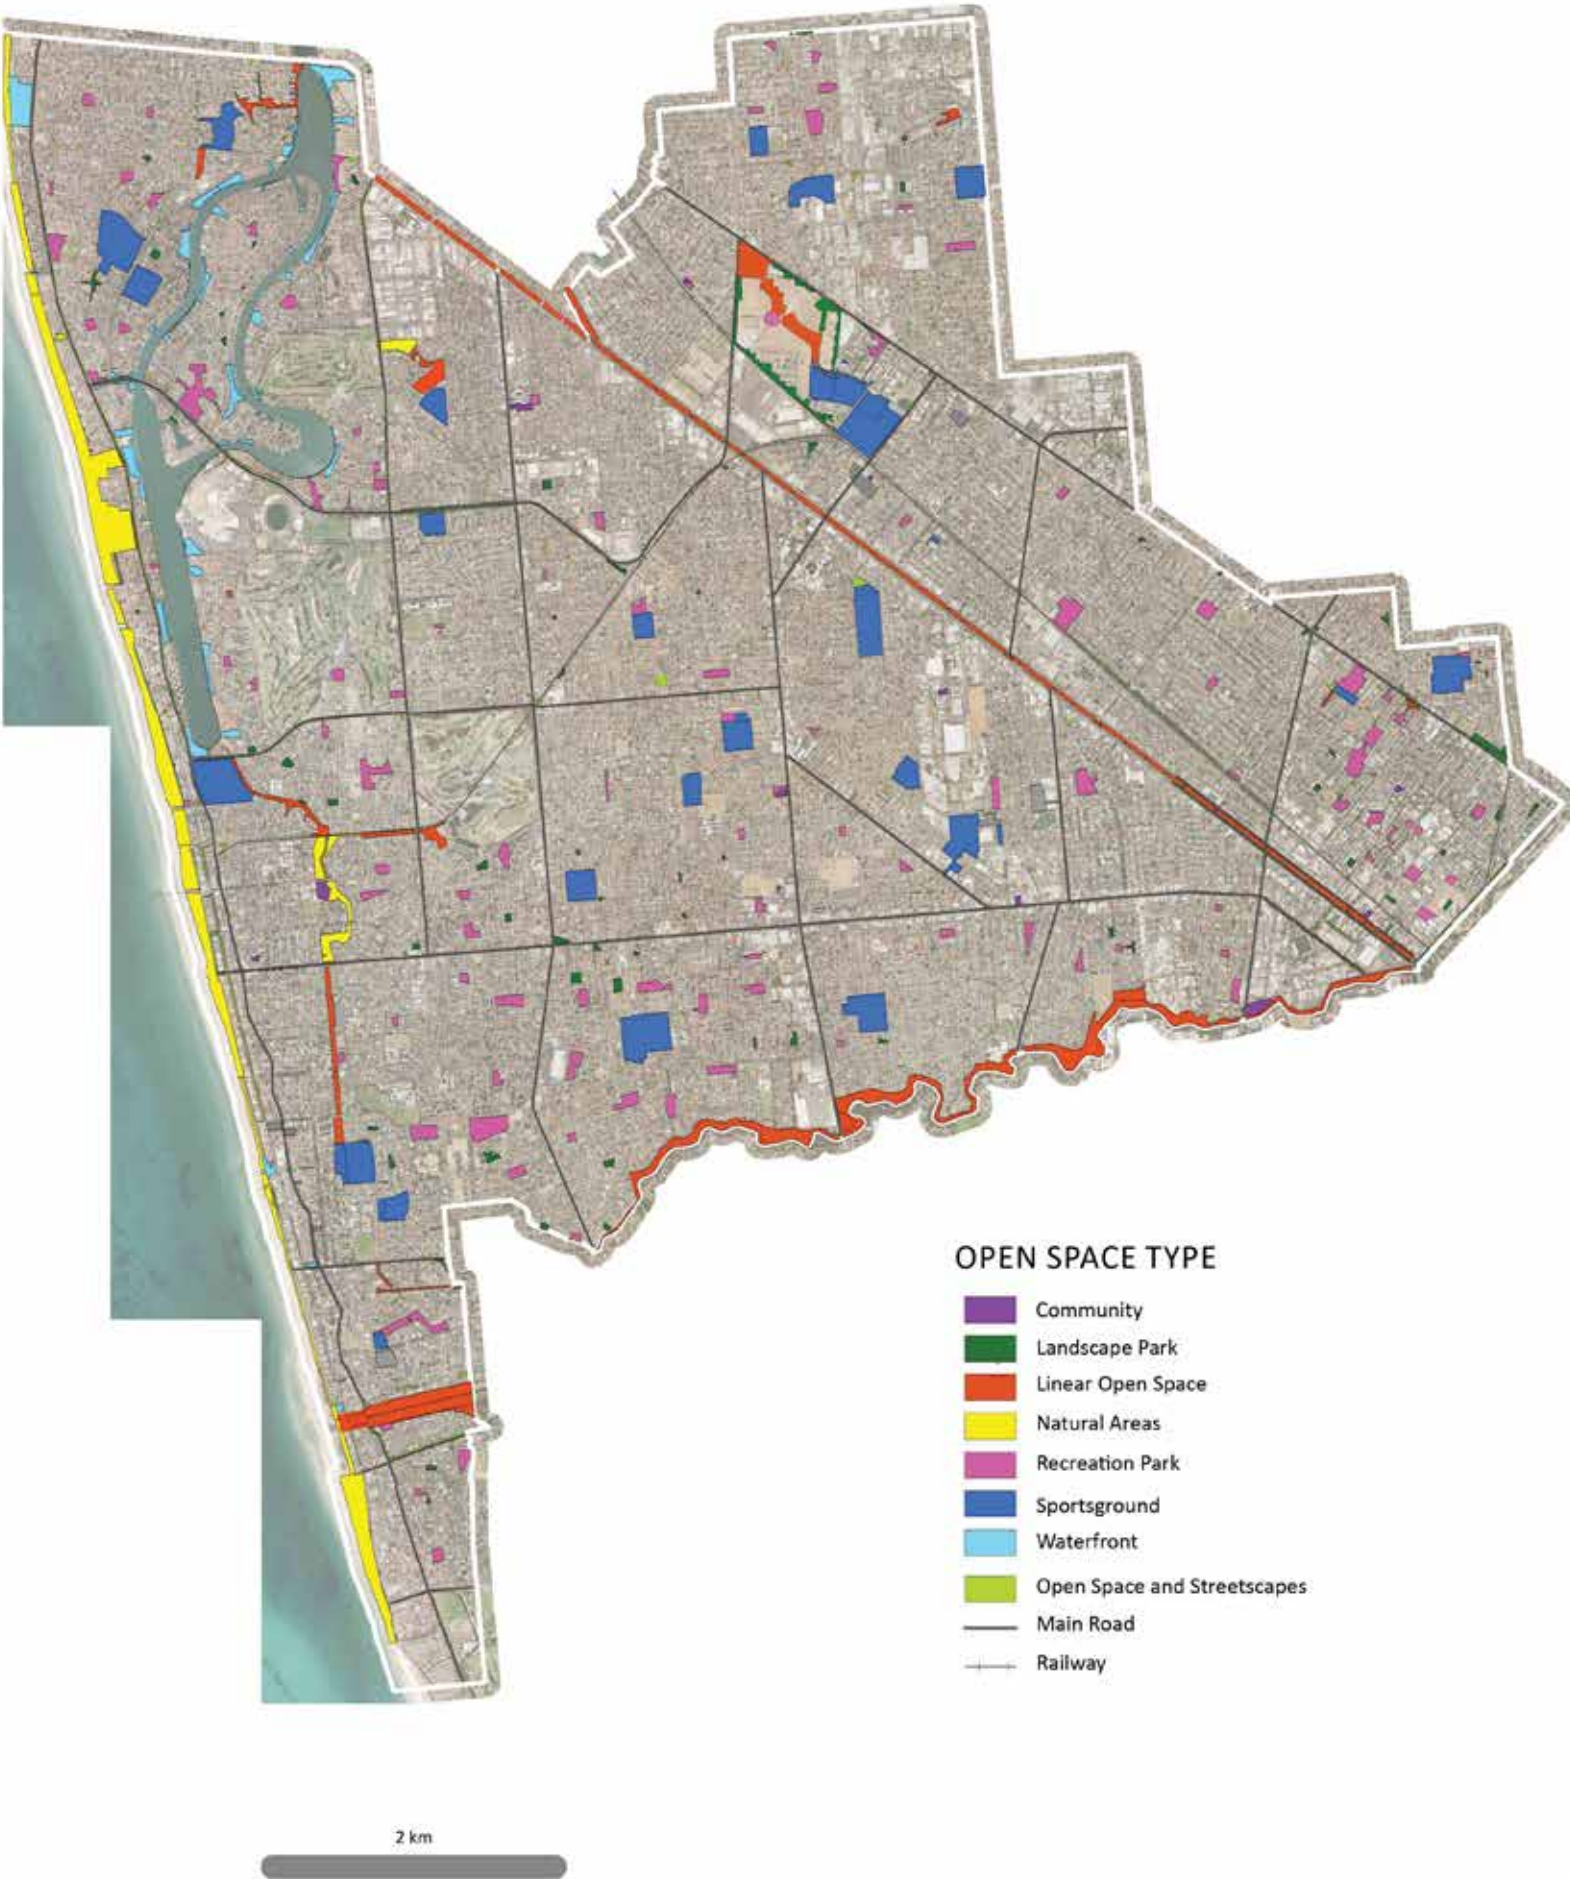 OPEN SPACE TYPE
Community
Landscape Park
Linear Open Space
Natural Areas
Recreation Park
Sportsground
Waterfront
Open Space and Streetscapes
Main Road
Railway
2 km